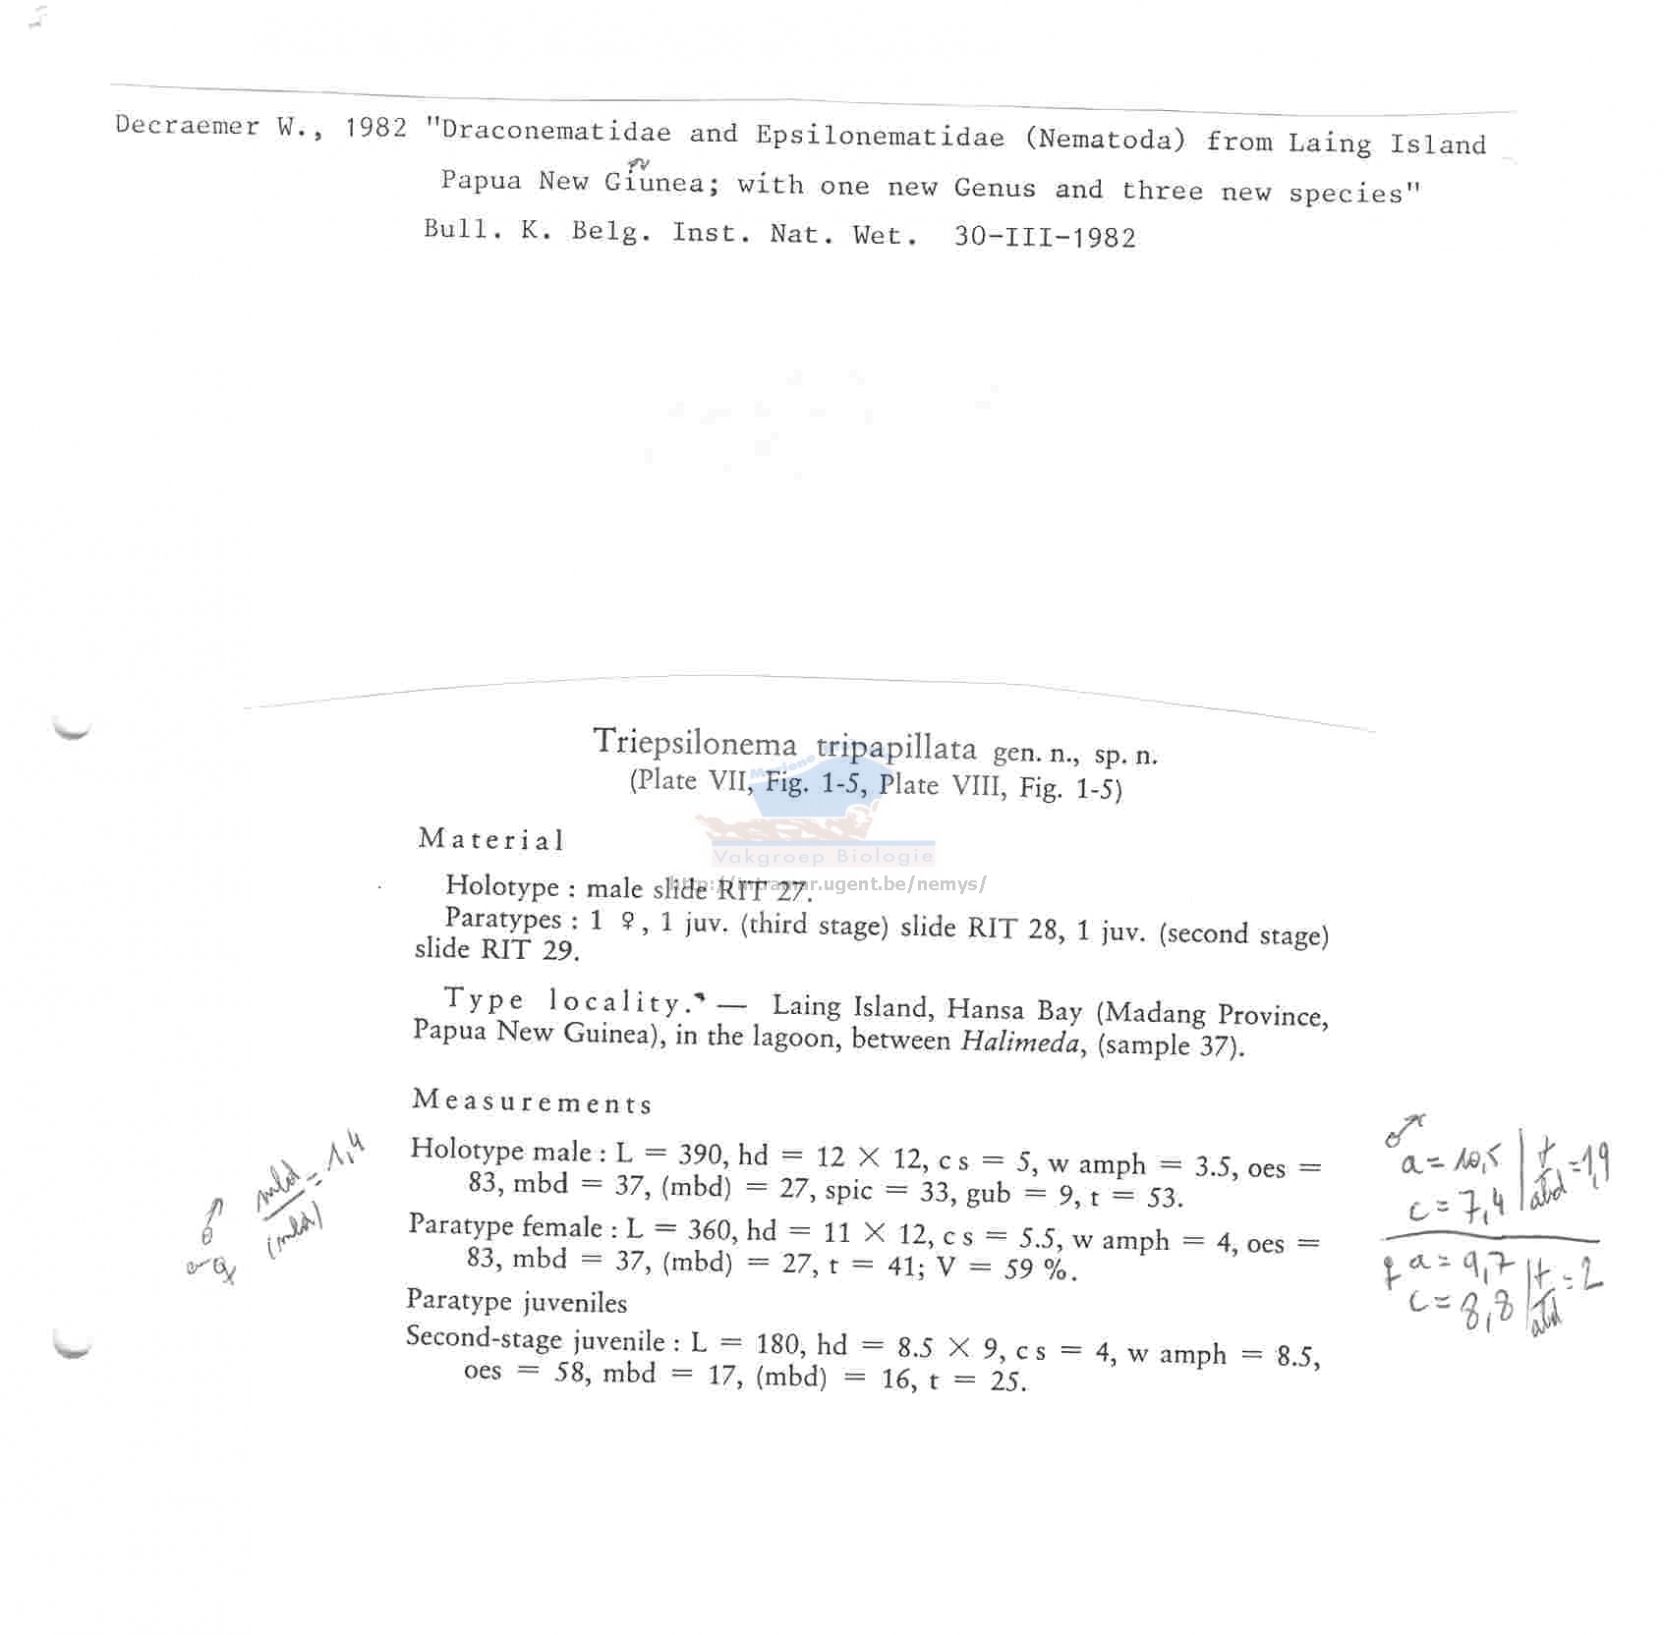 Decraemer W., 1982 "Draconematidae and Epsilonematidae (Nematoda) from Laing Island
Papua New Giunea; with one new Genus and three new species"
Bull. K. Belg. Inst. Nat. Wet. 30-III-1982
Triepsilonema tripapillata gen. n., sp. n.
(Plate VII, Fig. 1-5, Plate VIII, Fig. 1-5)
Mariene
Vakgroep Biologie
http://intramar.ugent.be/nemys/
Material
Holotype : male slide RIT 27.
Paratypes : 1 ♀, 1 juv. (third stage) slide RIT 28, 1 juv. (second stage)
slide RIT 29.
Type locality. — Laing Island, Hansa Bay (Madang Province,
Papua New Guinea), in the lagoon, between Halimeda, (sample 37).
Measurements
Holotype male : L = 390, hd = 12 × 12, c s = 5, w amph = 3.5, oes =
83, mbd = 37, (mbd) = 27, spic = 33, gub = 9, t = 53.
Paratype female : L = 360, hd = 11 × 12, c s = 5.5, w amph = 4, oes =
83, mbd = 37, (mbd) = 27, t = 41; V = 59 %.
Paratype juveniles
Second-stage juvenile : L = 180, hd = 8.5 × 9, c s = 4, w amph = 8.5,
oes = 58, mbd = 17, (mbd) = 16, t = 25.
♂
♀
mbd = 1,4
(mbd)
♂
a = 10,5 t = 1,9
c = 7,4 abd
♀ a = 9,7 t = 2
c = 8,8 abd